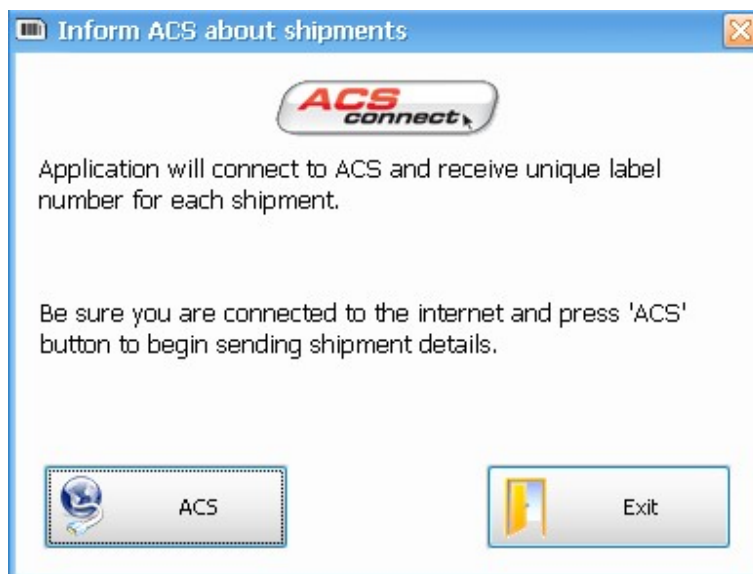 Inform ACS about shipments
ACS
connect
Application will connect to ACS and receive unique label
number for each shipment.
Be sure you are connected to the internet and press 'ACS'
button to begin sending shipment details.
ACS
Exit